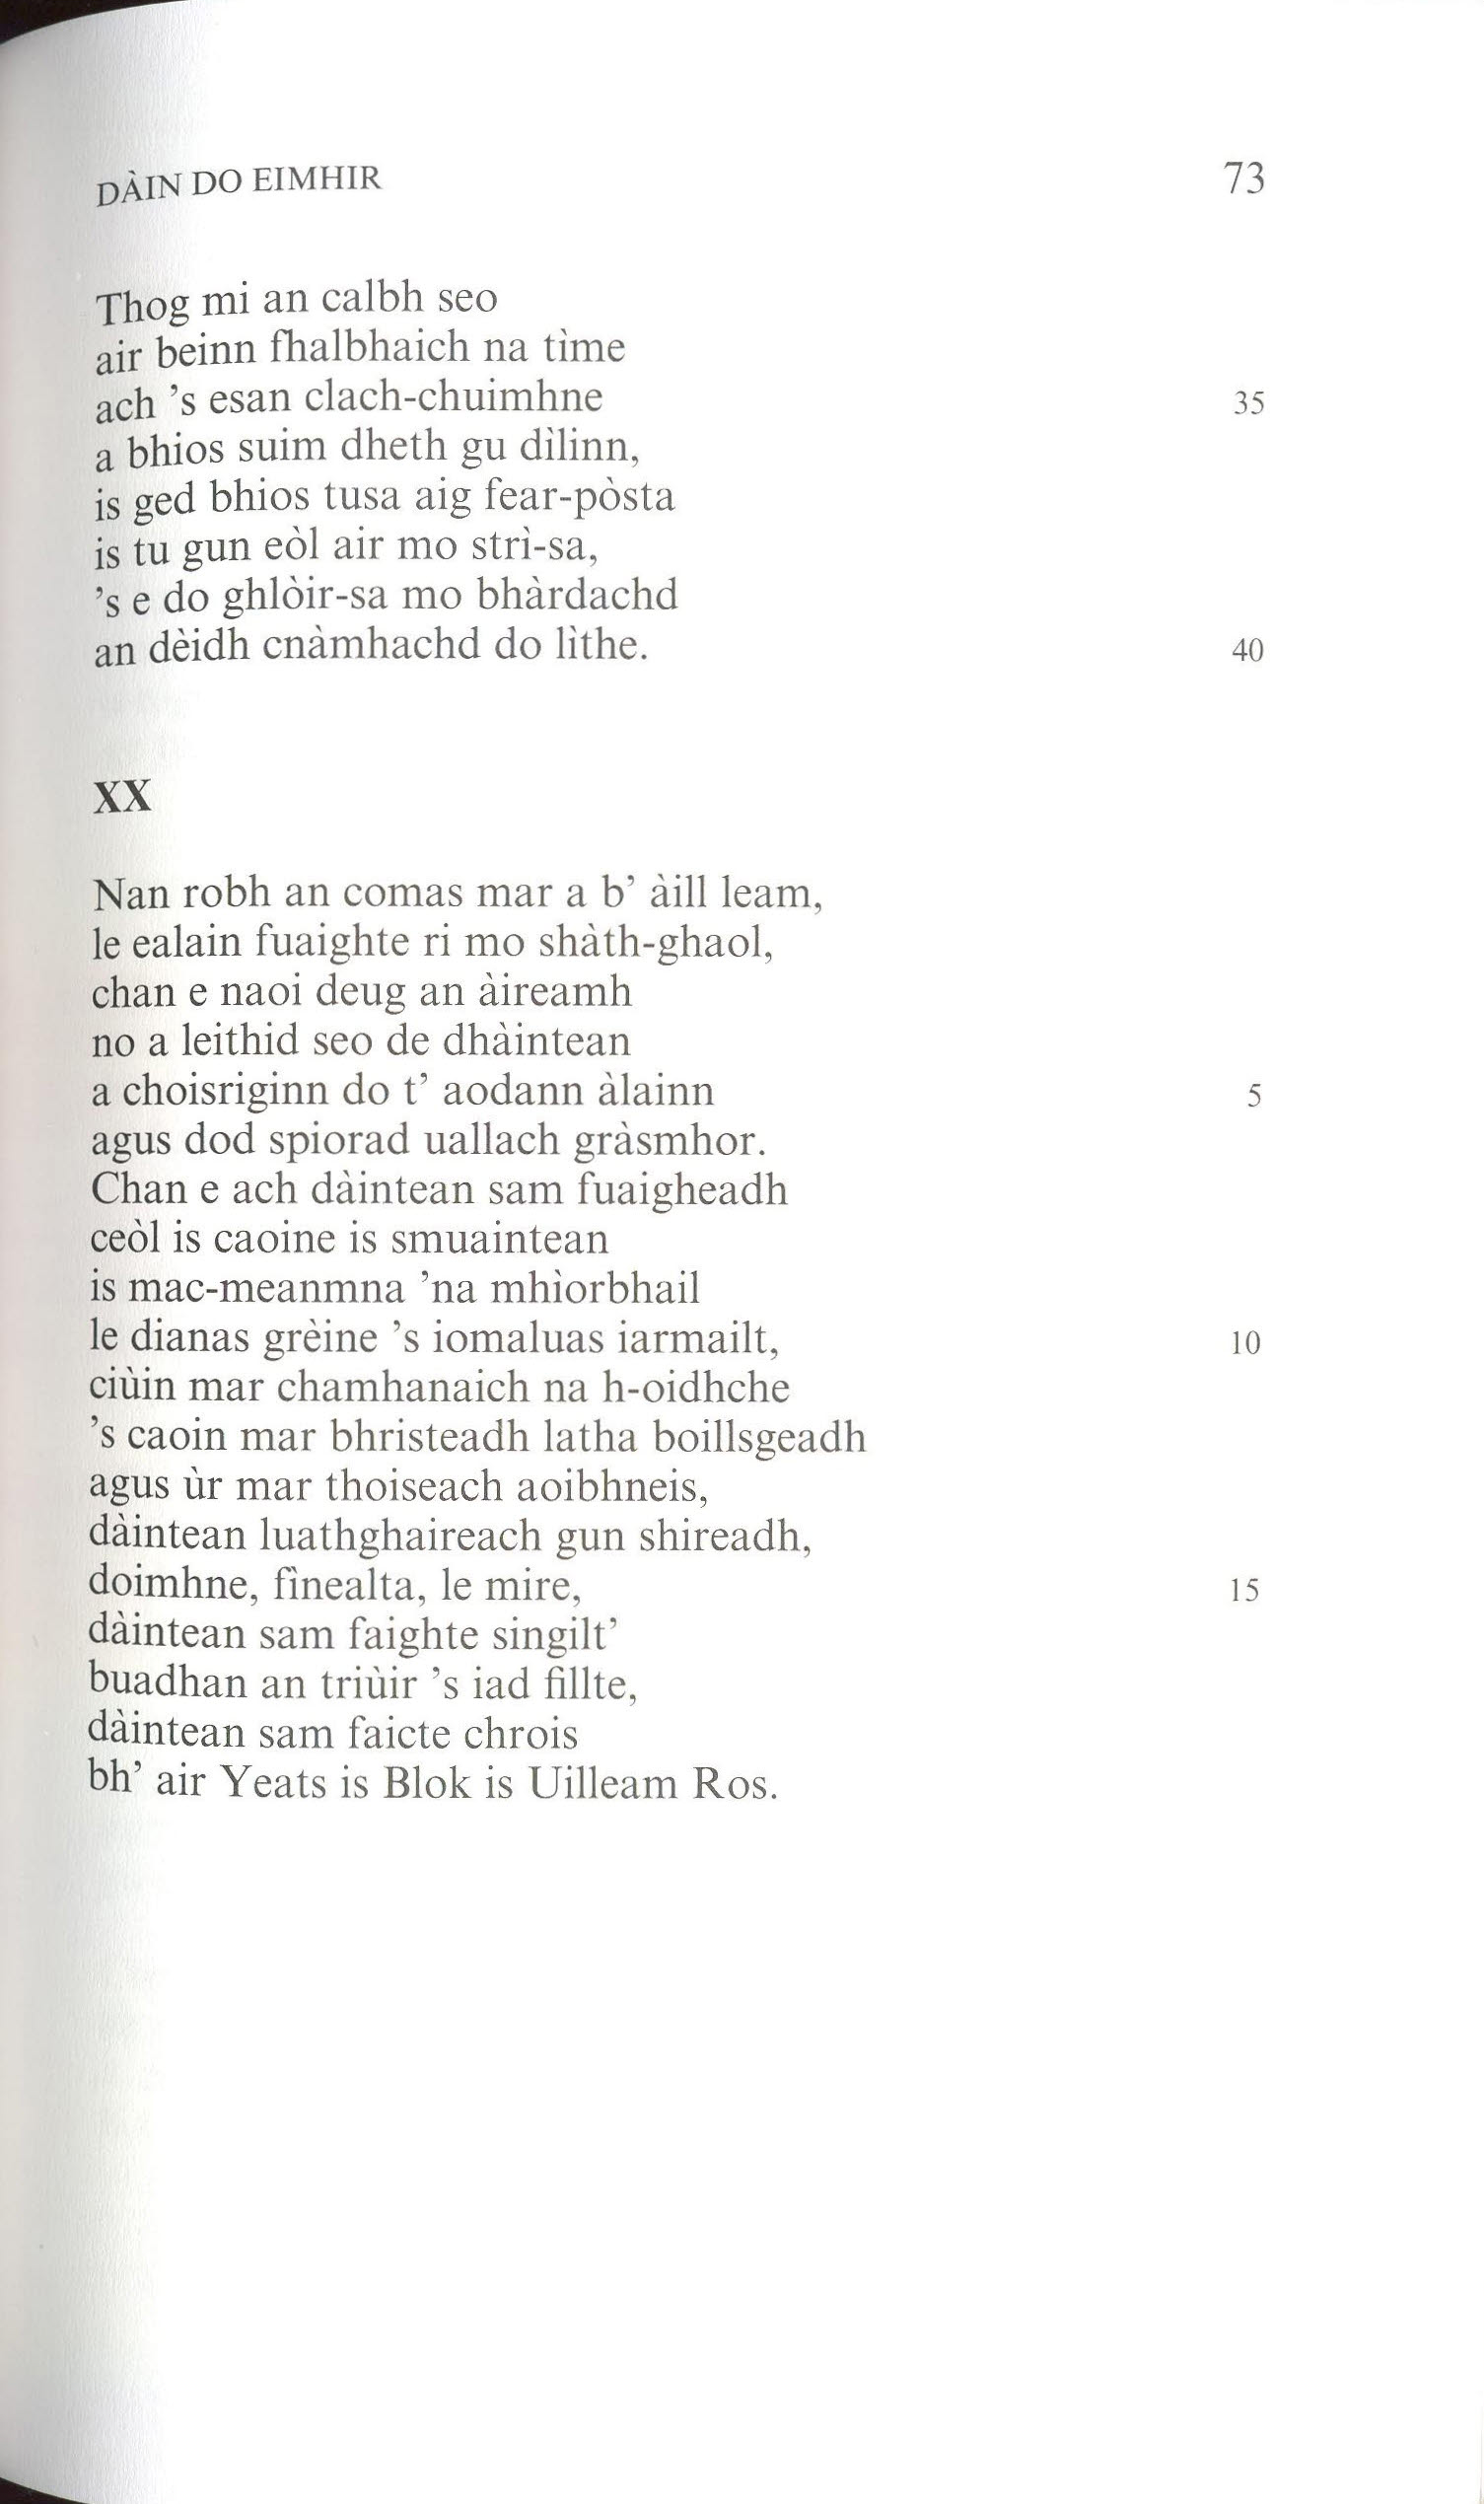 DÀIN DO EIMHIR 73
Thog mi an calbh seo
air beinn fhalbhaich na tìme
ach ’s esan clach-chuimhne 35
a bhios suim dheth gu dìlinn,
is ged bhios tusa aig fear-pòsta
is tu gun eòl air mo strì-sa,
’s e do ghlòir-sa mo bhàrdachd
an dèidh cnàmhachd do lìthe. 40
XX
Nan robh an comas mar a b’ àill leam,
le ealain fuaighte ri mo shàth-ghaol,
chan e naoi deug an àireamh
no a leithid seo de dhàintean
a choisriginn do t’ aodann àlainn 5
agus dod spiorad uallach gràsmhor.
Chan e ach dàintean sam fuaigheadh
ceòl is caoine is smuaintean
is mac-meanmna ’na mhìorbhail
le dianas grèine ’s iomaluas iarmailt, 10
ciùin mar chamhanaich na h-oidhche
’s caoin mar bhristeadh latha boillsgeadh
agus ùr mar thoiseach aoibhneis,
dàintean luathghaireach gun shireadh,
doimhne, fìnealta, le mire, 15
dàintean sam faighte singilt’
buadhan an triùir ’s iad fillte,
dàintean sam faicte chrois
bh’ air Yeats is Blok is Uilleam Ros.